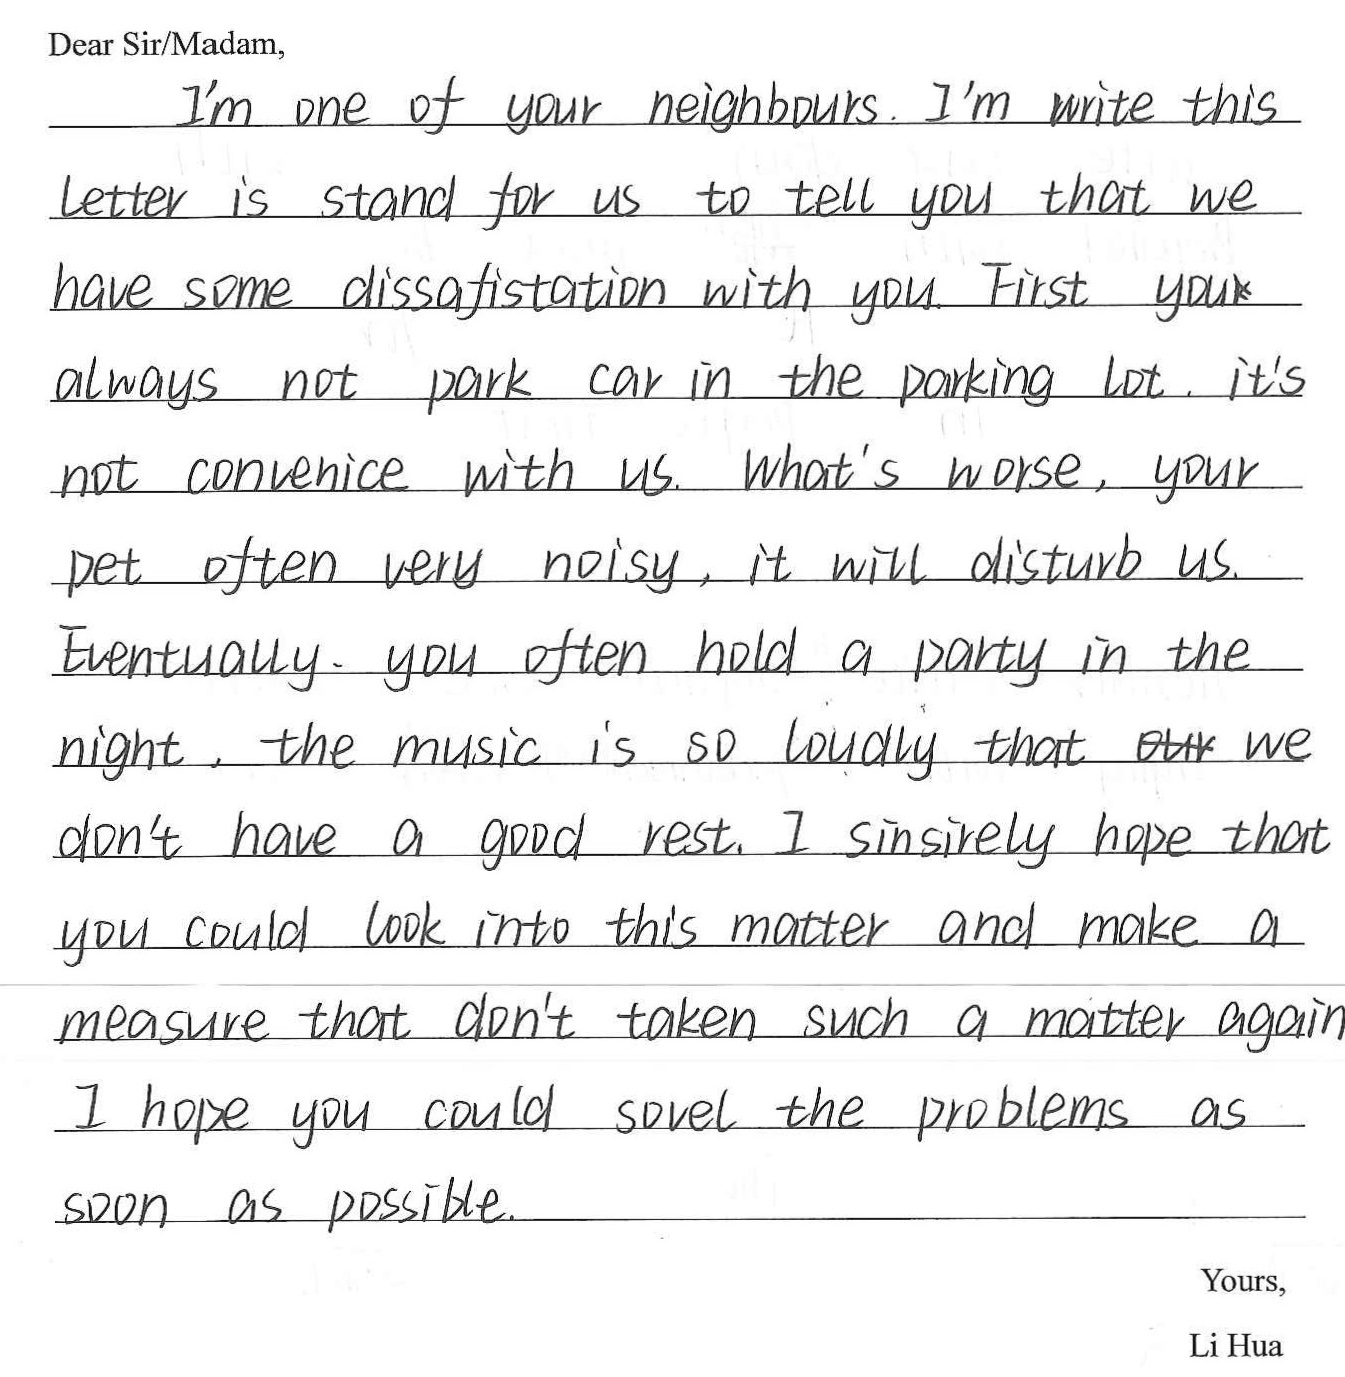 Dear Sir/Madam,
I'm one of your neighbours. I'm write this
letter is stand for us to tell you that we
have some dissafistation with you. First you
always not park car in the parking lot. it's
not convenice with us. What's worse, your
pet often very noisy, it will disturb us.
Eventually. you often hold a party in the
night, the music is so loudly that our we
don't have a good rest. I sinsirely hope that
you could look into this matter and make a
measure that don't taken such a matter again
I hope you could sovel the problems as
soon as possible.
Yours,
Li Hua